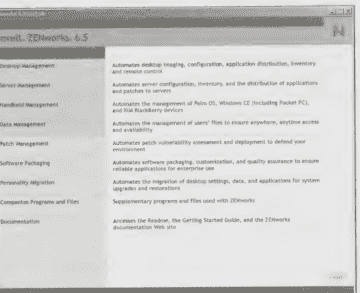 Novell. ZENworks. 6.5
N
Desktop Management
Automates desktop imaging, configuration, application distribution, inventory
and remote control
Server Management
Automates server configuration, inventory, and the distribution of applications
and patches to servers
Handheld Management
Automates the management of Palm OS, Windows CE (including Pocket PC),
and RIM BlackBerry devices
Data Management
Automates the management of users' files to ensure anywhere, anytime access
and availability
Patch Management
Automates patch vulnerability assessment and deployment to defend your
environment
Software Packaging
Automates software packaging, customization, and quality assurance to ensure
reliable applications for enterprise use
Personality Migration
Automates the migration of desktop settings, data, and applications for system
upgrades and restorations
Companion Programs and Files
Supplementary programs and files used with ZENworks
Documentation
Accesses the Readme, the Getting Started Guide, and the ZENworks
documentation Web site